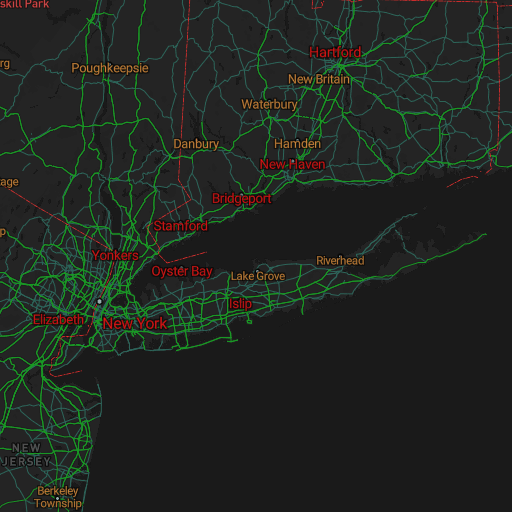 skill Park
Hartford
rg
Poughkeepsie
New Britain
Waterbury
Danbury
Hamden
New Haven
age
Bridgeport
Stamford
p
Yonkers
Oyster Bay
Riverhead
Lake Grove
Islip
Elizabeth
New York
NEW
JERSEY
Berkeley
Township